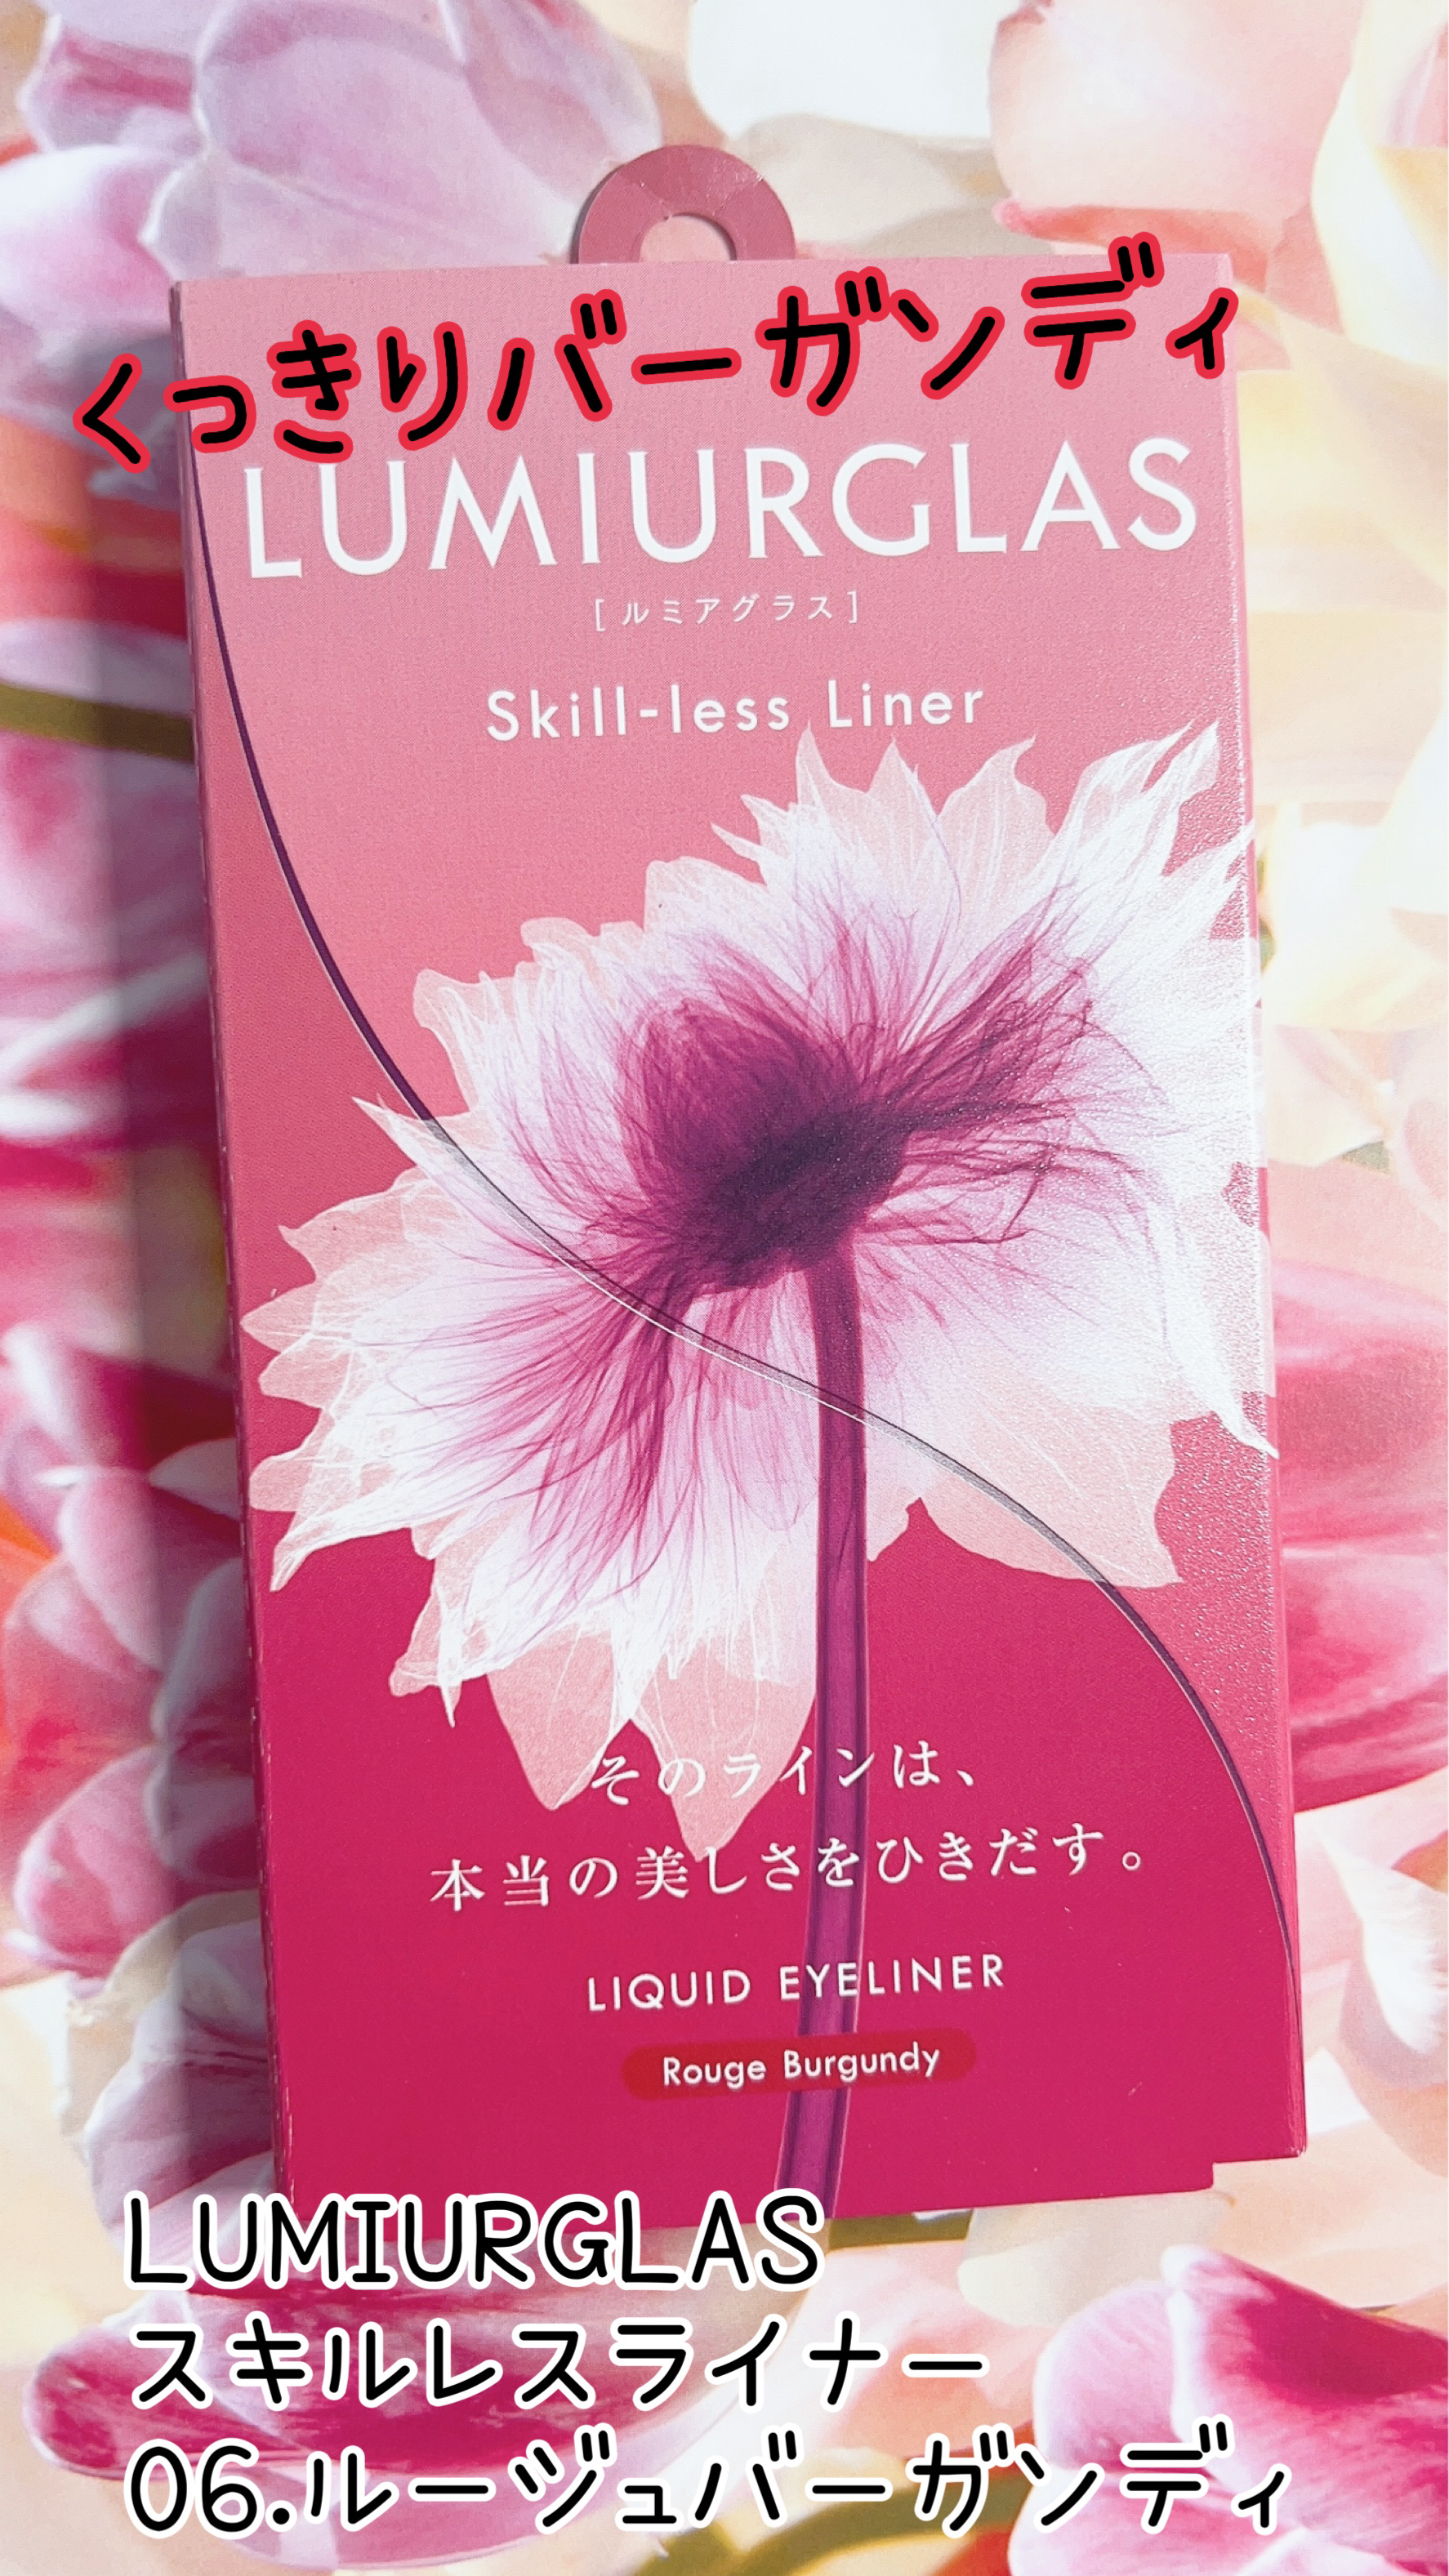 くっきりバーガンディ
LUMIURGLAS
[ルミアグラス]
Skill-less Liner
そのラインは、
本当の美しさをひきだす。
LIQUID EYELINER
Rouge Burgundy
LUMIURGLAS
スキルレスライナー
06.ルージュバーガンディ